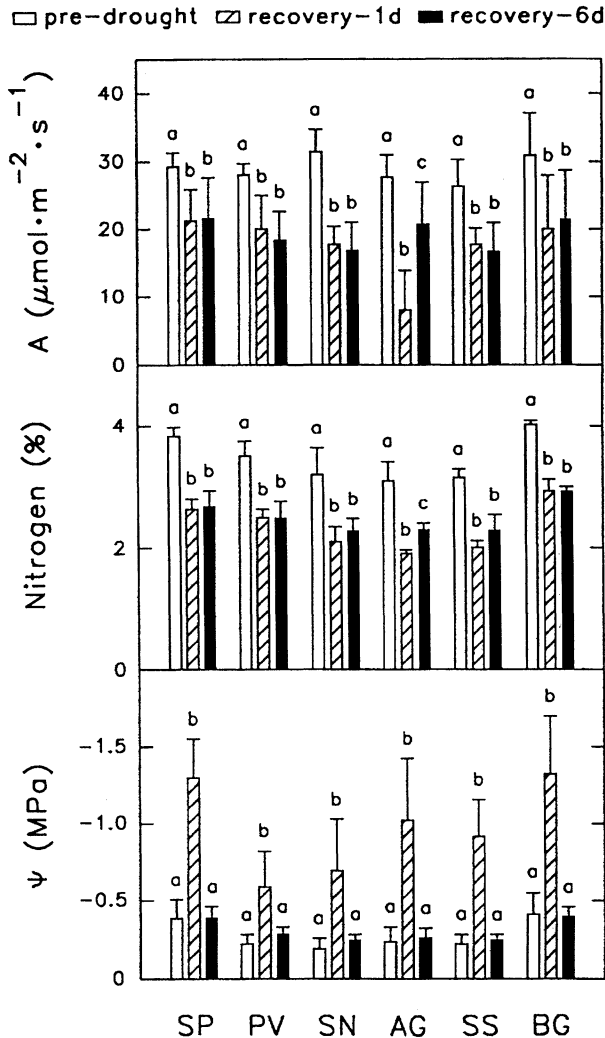 pre-drought recovery-1d recovery-6d
A (μmol·m⁻²·s⁻¹)
40
30
20
10
0
a b b a b b a b b a b c a b b a b b
Nitrogen (%)
4
2
0
a b b a b b a b b a b c a b b a b b
Ψ (MPa)
-1.5
-1.0
-0.5
0
a b a a b a a b a a b a a b a a b a
SP PV SN AG SS BG